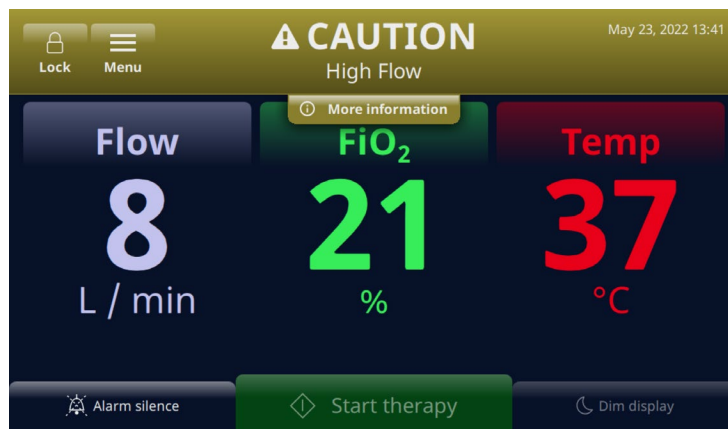 Lock
Menu
CAUTION
High Flow
May 23, 2022 13:41
More information
Flow
8
L / min
FiO₂
21
%
Temp
37
°C
Alarm silence
Start therapy
Dim display